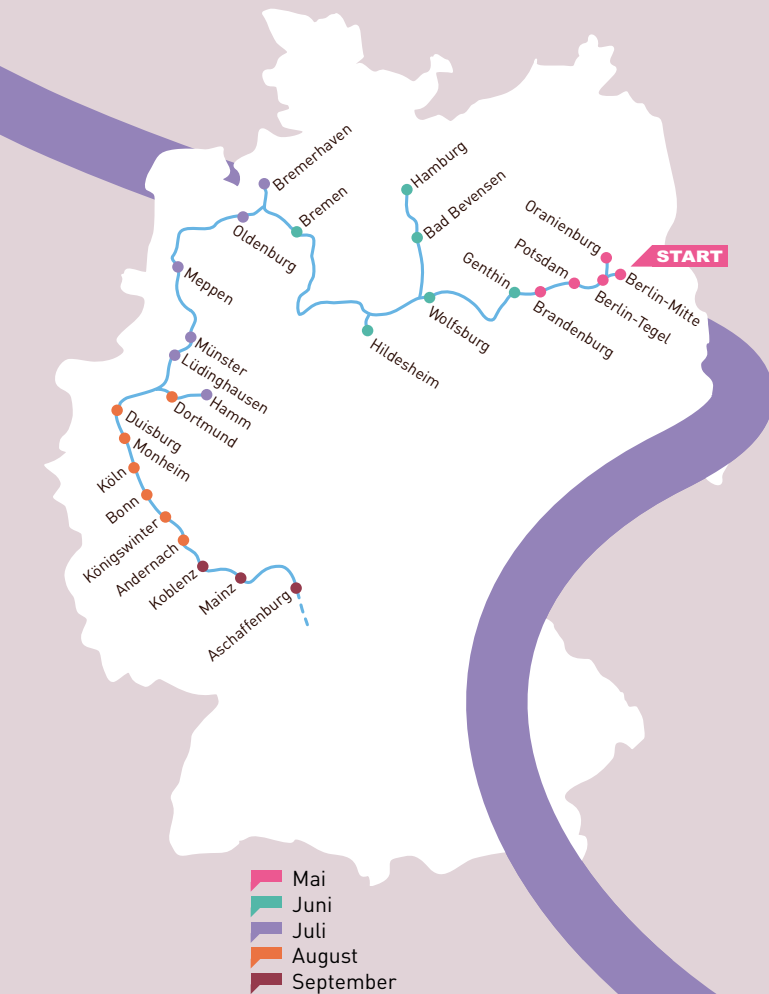 Bremerhaven
Hamburg
Bremen
Bad Bevensen
Oldenburg
Oranienburg
START
Potsdam
Genthin
Berlin-Mitte
Berlin-Tegel
Brandenburg
Meppen
Wolfsburg
Hildesheim
Münster
Lüdinghausen
Hamm
Dortmund
Duisburg
Monheim
Köln
Bonn
Königswinter
Andernach
Koblenz
Mainz
Aschaffenburg
Mai
Juni
Juli
August
September